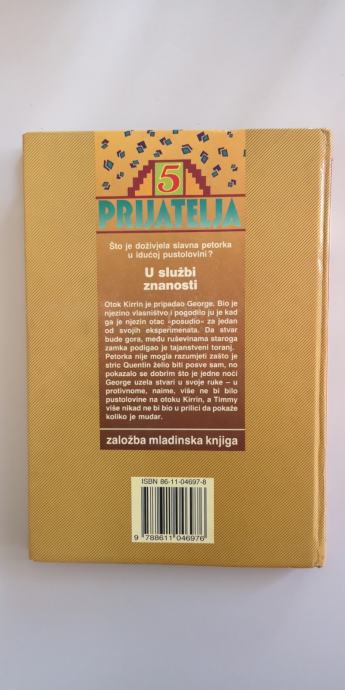 5
PRIJATELJA
Što je doživjela slavna petorka
u idućoj pustolovini?
U službi
znanosti
Otok Kirrin je pripadao George. Bio je
njezino vlasništvo i pogodilo ju je kad
ga je njezin otac »posudio« za jedan
od svojih eksperimenata. Da stvar
bude gora, među ruševinama staroga
zamka podigao je tajanstveni toranj.
Petorka nije mogla razumjeti zašto je
stric Quentin želio biti posve sam, no
pokazalo se dobrim što je jedne noći
George uzela stvari u svoje ruke – u
protivnome, naime, više ne bi bilo
pustolovine na otoku Kirrin, a Timmy
više nikad ne bi bio u prilici da pokaže
koliko je mudar.
založba mladinska knjiga
ISBN 86-11-04697-8
9 788611 046976